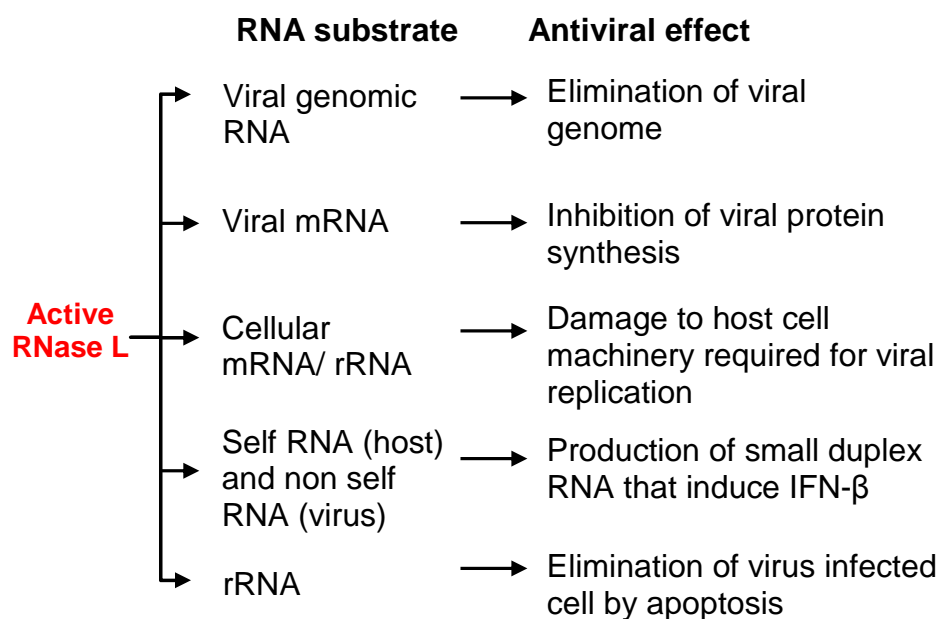 RNA substrate Antiviral effect
Viral genomic
RNA
Elimination of viral
genome
Viral mRNA
Inhibition of viral protein
synthesis
Active
RNase L
Cellular
mRNA/ rRNA
Damage to host cell
machinery required for viral
replication
Self RNA (host)
and non self
RNA (virus)
Production of small duplex
RNA that induce IFN-β
rRNA
Elimination of virus infected
cell by apoptosis